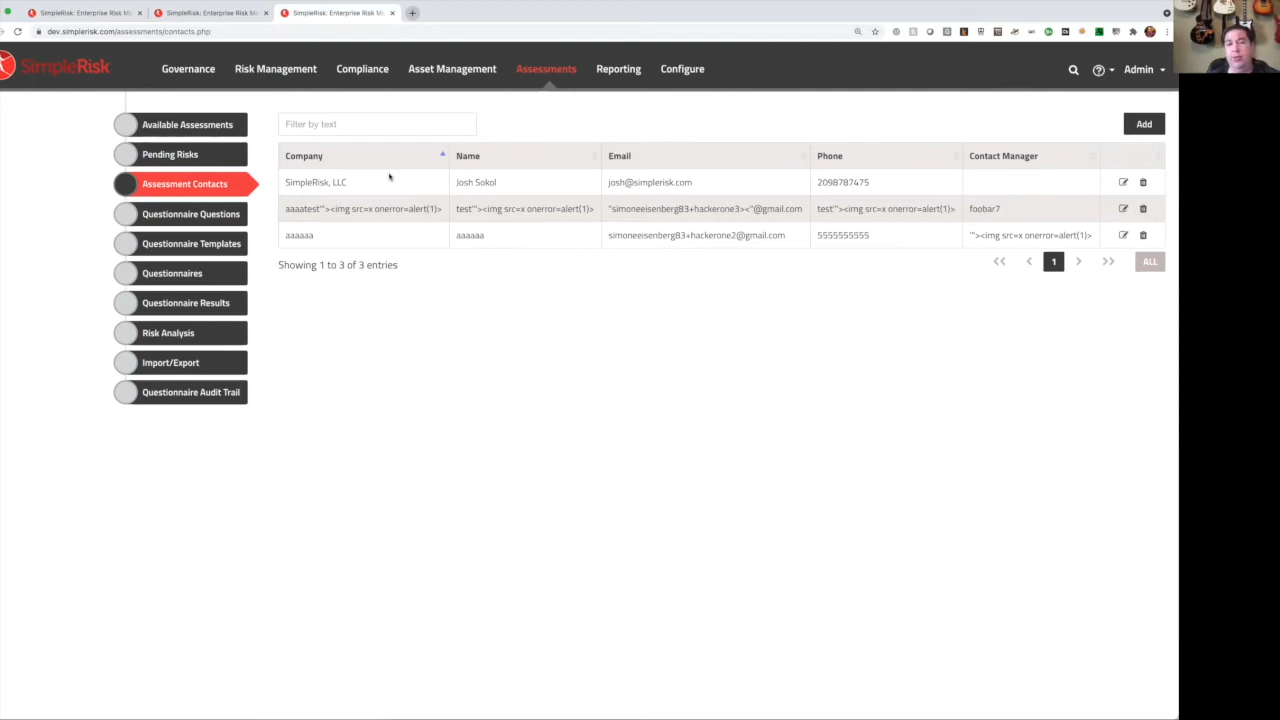 SimpleRisk: Enterprise Risk Ma
SimpleRisk: Enterprise Risk Ma
SimpleRisk: Enterprise Risk Ma
dev.simplerisk.com/assessments/contacts.php
SimpleRisk
Governance
Risk Management
Compliance
Asset Management
Assessments
Reporting
Configure
Admin
Available Assessments
Pending Risks
Assessment Contacts
Questionnaire Questions
Questionnaire Templates
Questionnaires
Questionnaire Results
Risk Analysis
Import/Export
Questionnaire Audit Trail
Filter by text
Add
Company Name Email Phone Contact Manager
SimpleRisk, LLC Josh Sokol josh@simplerisk.com 2098787475
aaaatest'"><img src=x onerror=alert(1)> test'"><img src=x onerror=alert(1)> "simoneeisenberg83+hackerone3><"@gmail.com test'"><img src=x onerror=alert(1)> foobar7
aaaaaa aaaaaa simoneeisenberg83+hackerone2@gmail.com 5555555555 '"><img src=x onerror=alert(1)>
Showing 1 to 3 of 3 entries
<< < 1 > >> ALL